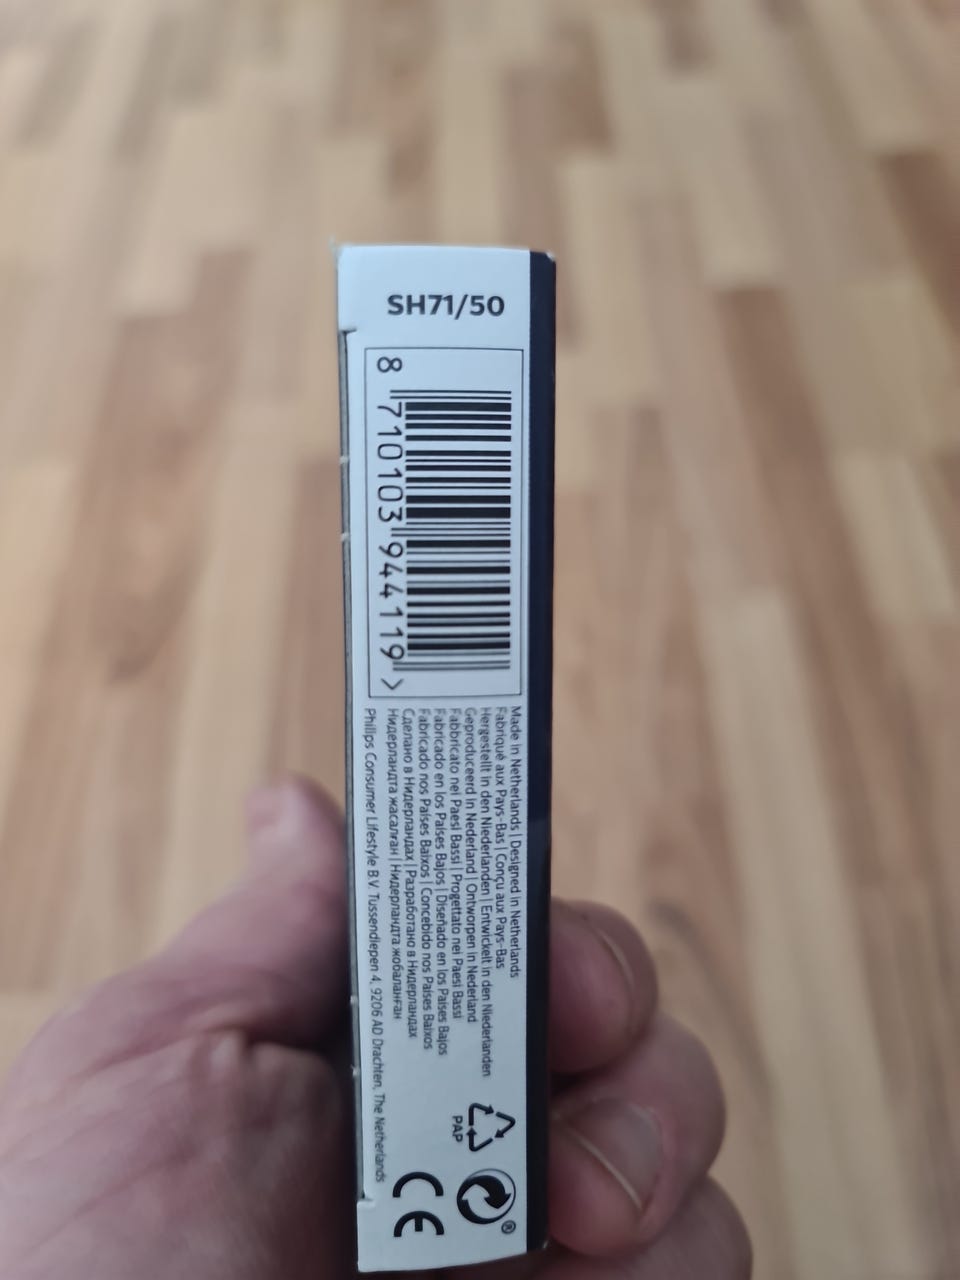 SH71/50
8 710103 944119 >
Made in Netherlands | Designed in Netherlands
Fabriqué aux Pays-Bas | Conçu aux Pays-Bas
Hergestellt in den Niederlanden | Entwickelt in den Niederlanden
Geproduceerd in Nederland | Ontworpen in Nederland
Fabbricato nei Paesi Bassi | Progettato nei Paesi Bassi
Fabricado en los Países Bajos | Diseñado en los Países Bajos
Fabricado nos Países Baixos | Concebido nos Países Baixos
Сделано в Нидерландах | Разработано в Нидерландах
Нидерландта жасалған | Нидерландта жобаланған
Philips Consumer Lifestyle B.V. Tussendiepen 4, 9206 AD Drachten, The Netherlands
PAP
®
CE